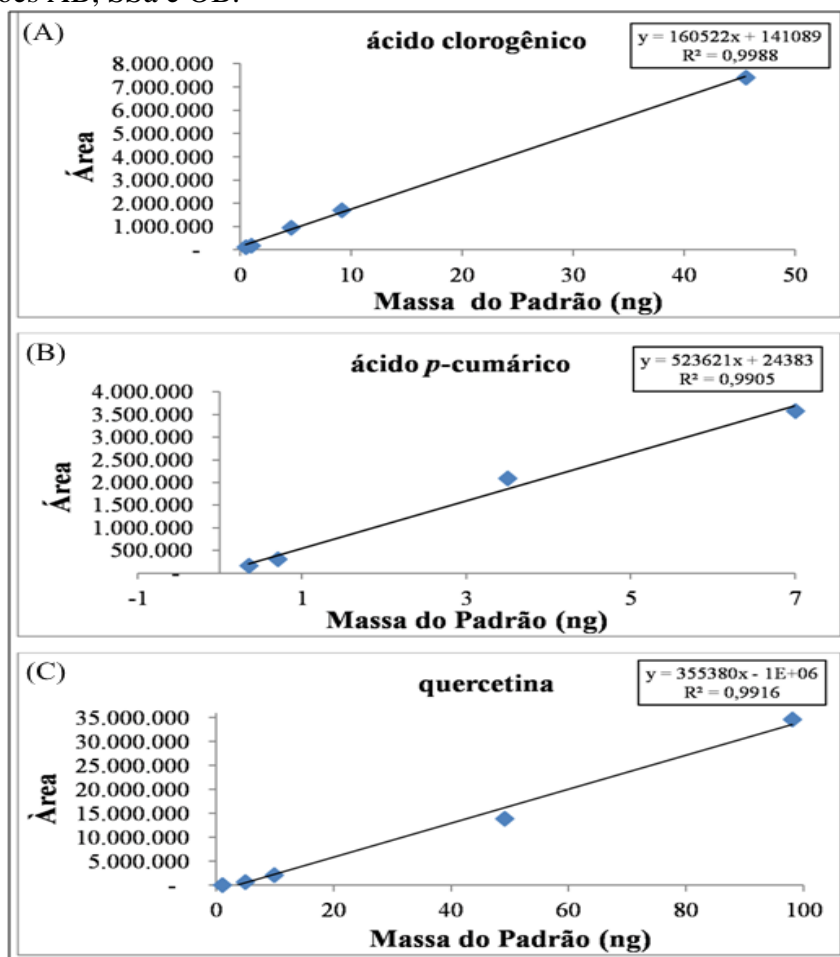 (A)
ácido clorogênico
y = 160522x + 141089
R² = 0,9988
8.000.000
7.000.000
6.000.000
5.000.000
4.000.000
3.000.000
2.000.000
1.000.000
-
Área
0 10 20 30 40 50
Massa do Padrão (ng)
(B)
ácido p-cumárico
y = 523621x + 24383
R² = 0,9905
4.000.000
3.500.000
3.000.000
2.500.000
2.000.000
1.500.000
1.000.000
500.000
-
Área
-1 1 3 5 7
Massa do Padrão (ng)
(C)
quercetina
y = 355380x - 1E+06
R² = 0,9916
35.000.000
30.000.000
25.000.000
20.000.000
15.000.000
10.000.000
5.000.000
-
Àrea
0 20 40 60 80 100
Massa do Padrão (ng)